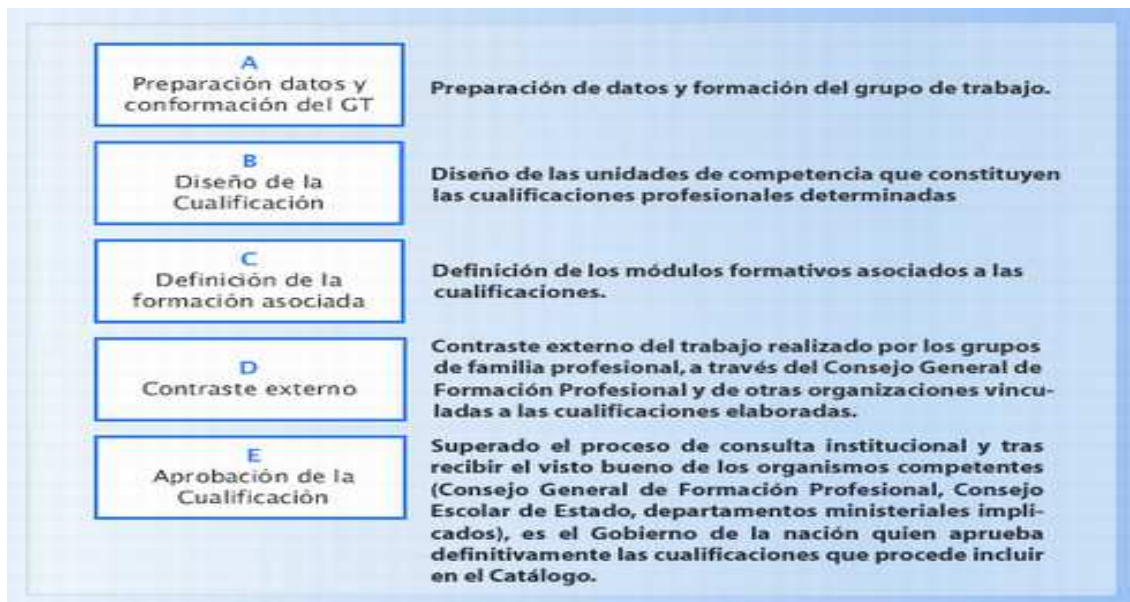 A
Preparación datos y
conformación del GT
Preparación de datos y formación del grupo de trabajo.
B
Diseño de la
Cualificación
Diseño de las unidades de competencia que constituyen
las cualificaciones profesionales determinadas
C
Definición de la
formación asociada
Definición de los módulos formativos asociados a las
cualificaciones.
D
Contraste externo
Contraste externo del trabajo realizado por los grupos
de familia profesional, a través del Consejo General de
Formación Profesional y de otras organizaciones vincu-
ladas a las cualificaciones elaboradas.
E
Aprobación de la
Cualificación
Superado el proceso de consulta institucional y tras
recibir el visto bueno de los organismos competentes
(Consejo General de Formación Profesional, Consejo
Escolar de Estado, departamentos ministeriales impli-
cados), es el Gobierno de la nación quien aprueba
definitivamente las cualificaciones que procede incluir
en el Catálogo.